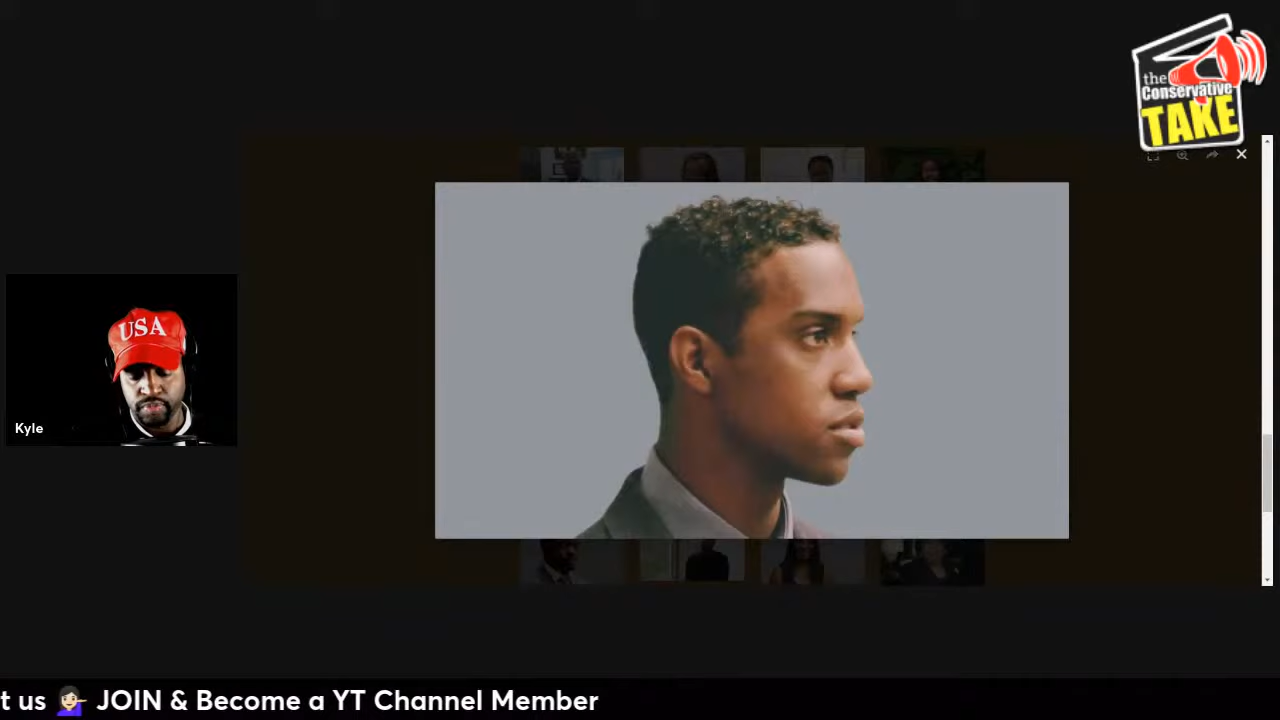 the
Conservative
TAKE
USA
Kyle
t us 💁🏻‍♀️ JOIN & Become a YT Channel Member